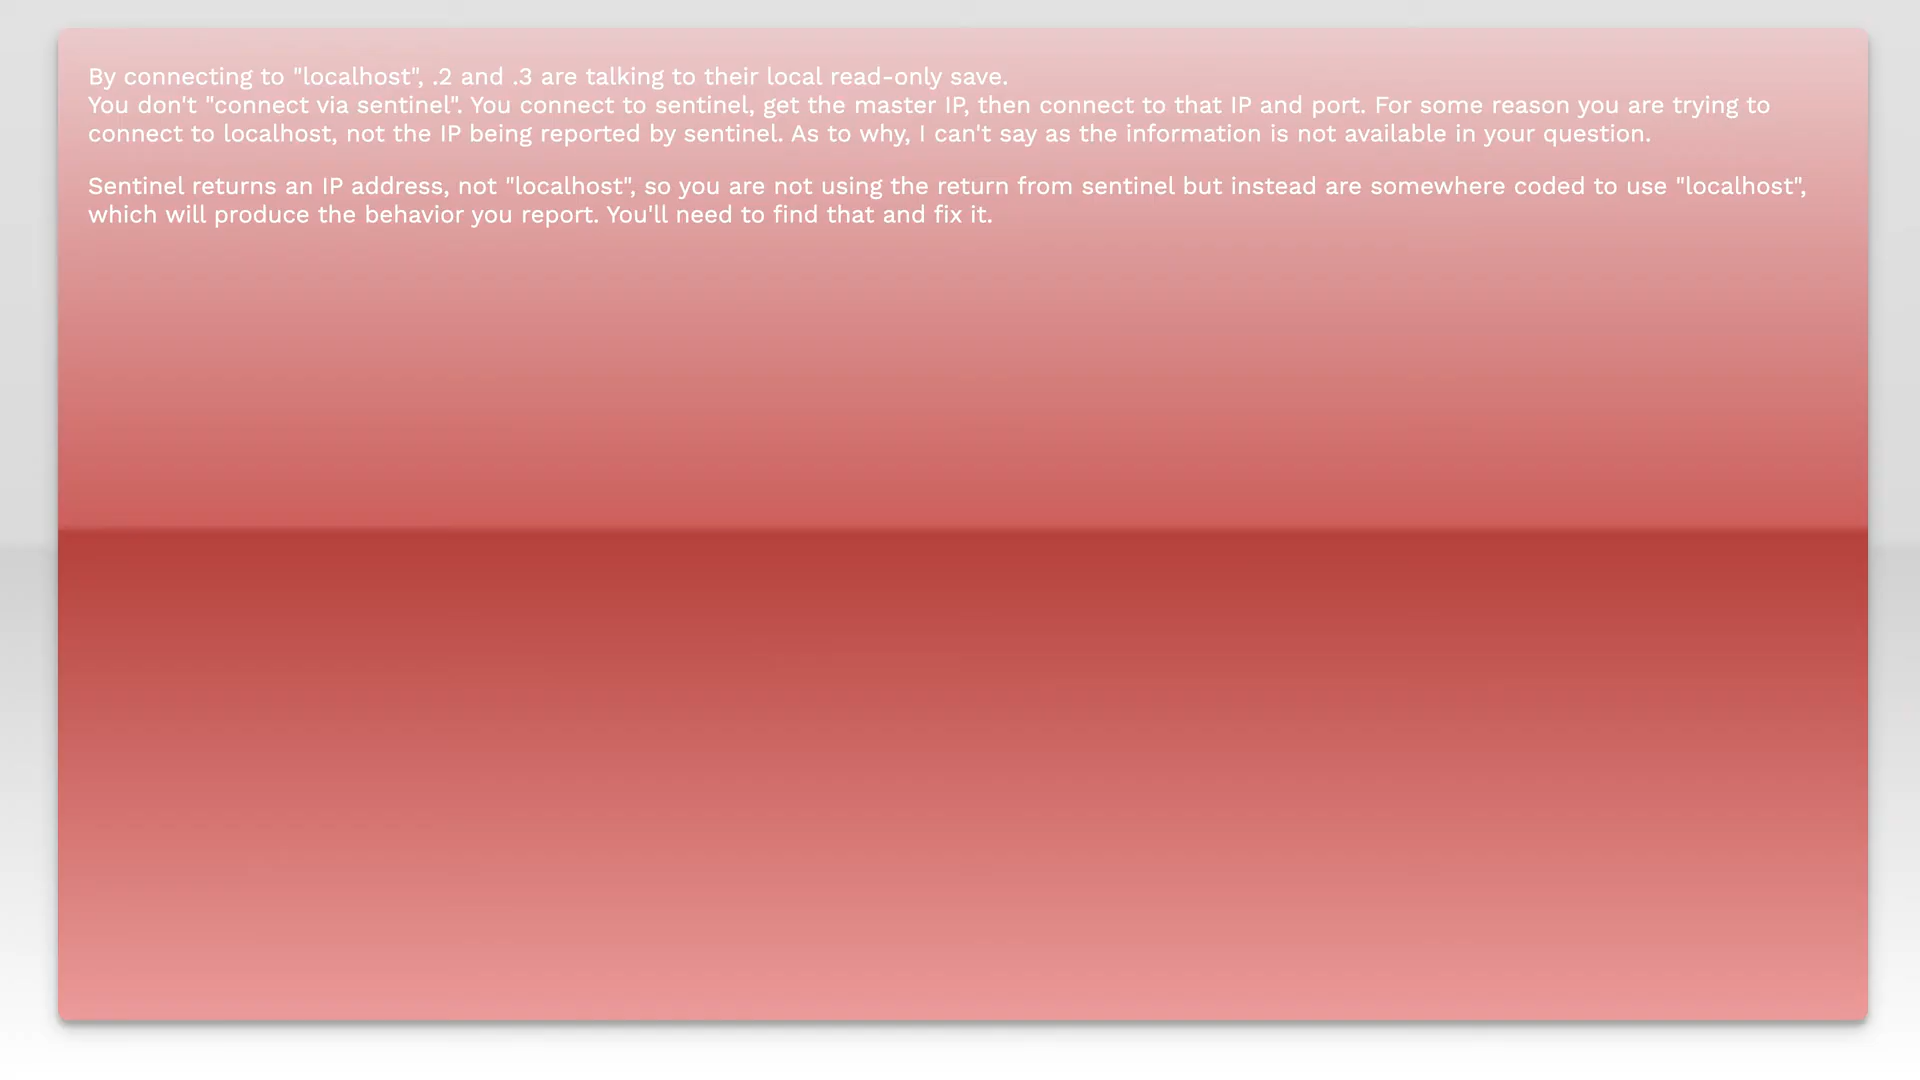 By connecting to "localhost", .2 and .3 are talking to their local read-only save.
You don't "connect via sentinel". You connect to sentinel, get the master IP, then connect to that IP and port. For some reason you are trying to
connect to localhost, not the IP being reported by sentinel. As to why, I can't say as the information is not available in your question.
Sentinel returns an IP address, not "localhost", so you are not using the return from sentinel but instead are somewhere coded to use "localhost",
which will produce the behavior you report. You'll need to find that and fix it.